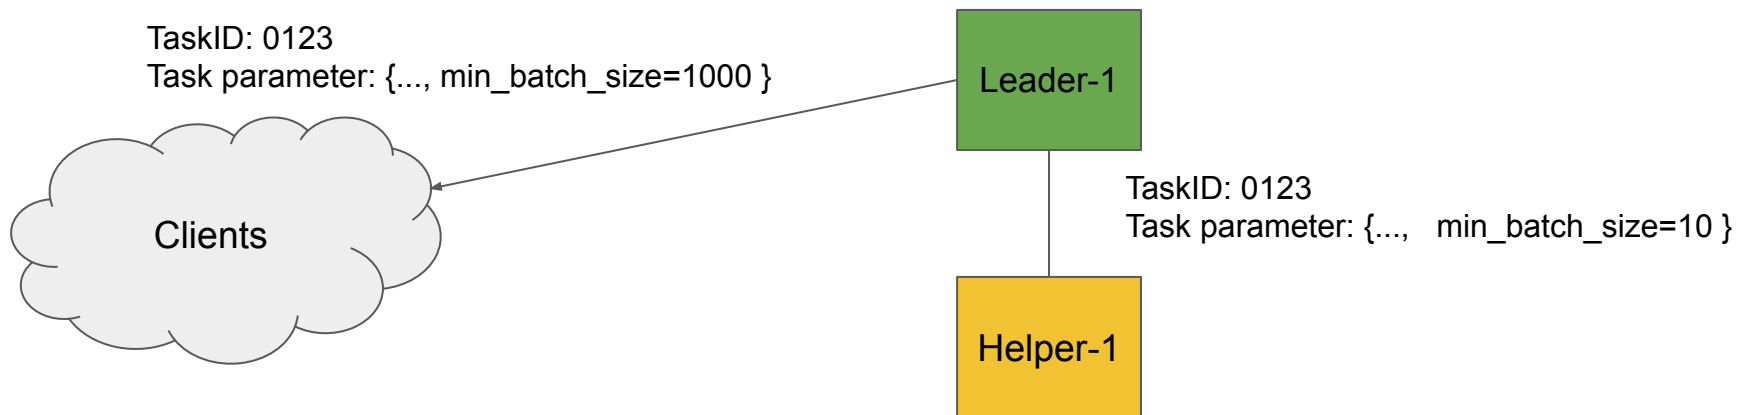 TaskID: 0123
Task parameter: {..., min_batch_size=1000 }
Leader-1
Clients
TaskID: 0123
Task parameter: {..., min_batch_size=10 }
Helper-1